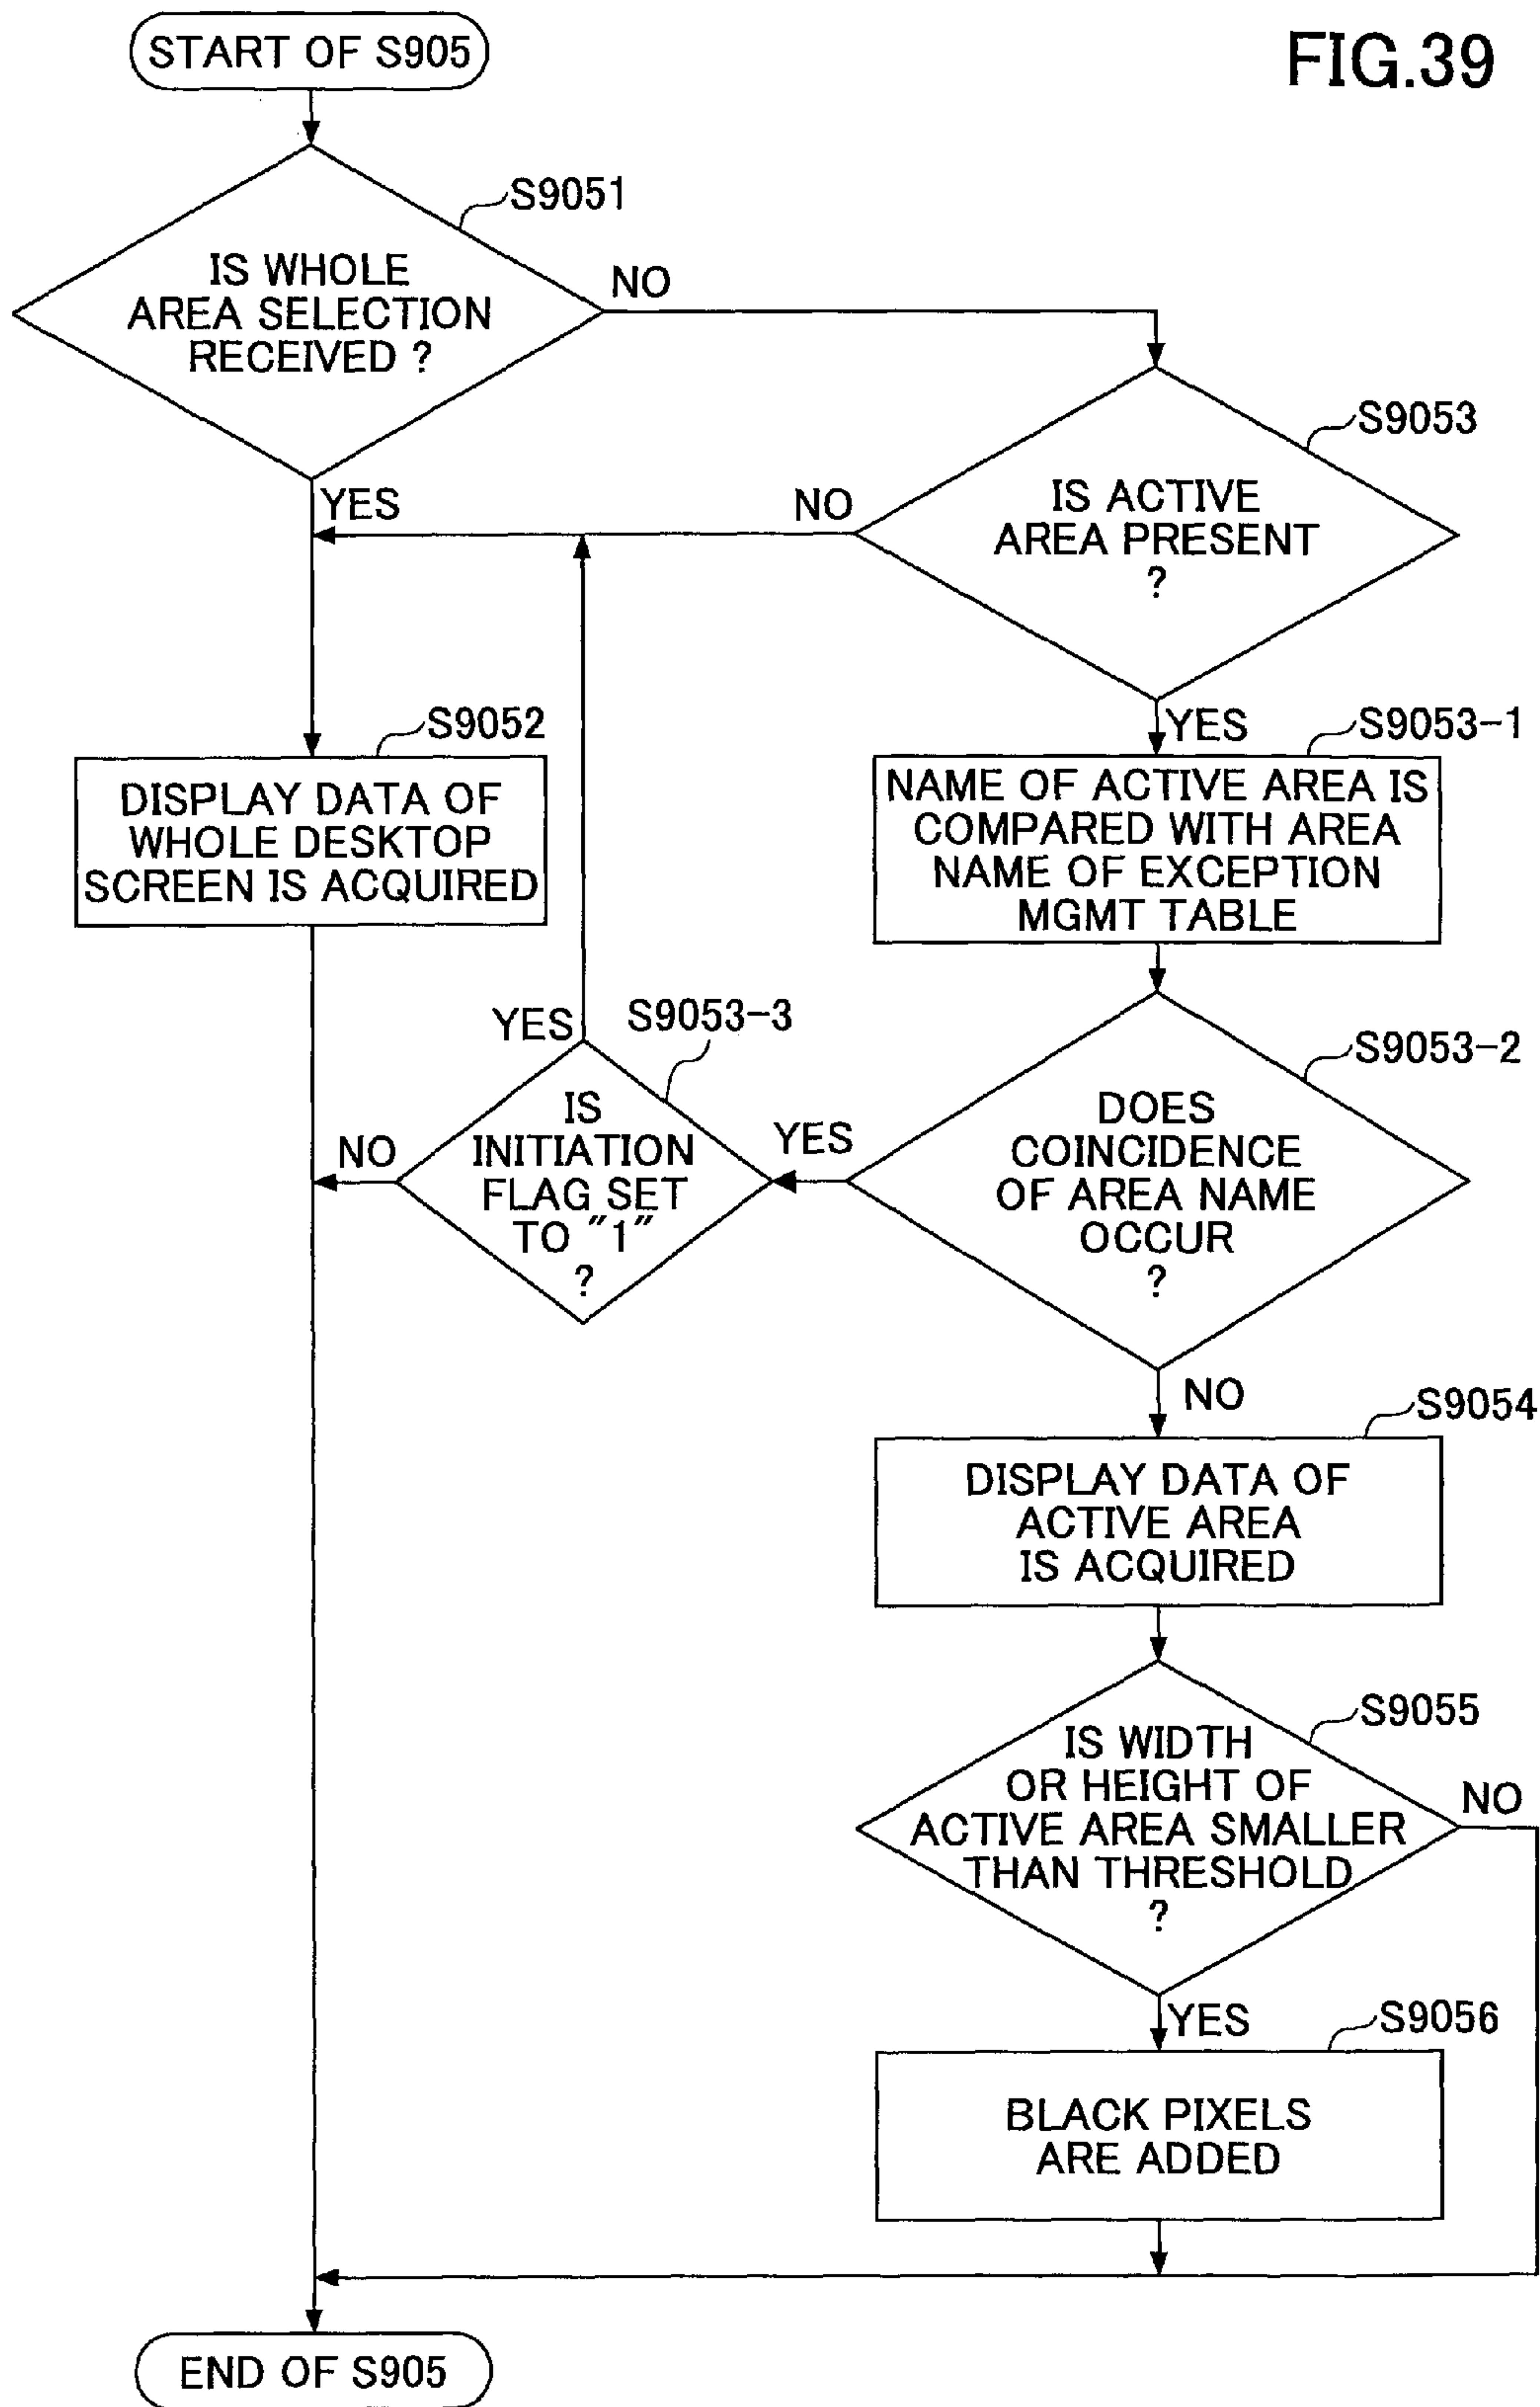 FIG.39
START OF S905
S9051
IS WHOLE
AREA SELECTION
RECEIVED ?
NO
YES
S9053
IS ACTIVE
AREA PRESENT
?
NO
YES
S9052
DISPLAY DATA OF
WHOLE DESKTOP
SCREEN IS ACQUIRED
S9053-1
NAME OF ACTIVE AREA IS
COMPARED WITH AREA
NAME OF EXCEPTION
MGMT TABLE
S9053-2
DOES
COINCIDENCE
OF AREA NAME
OCCUR
?
YES
NO
S9053-3
IS
INITIATION
FLAG SET
TO "1"
?
YES
NO
S9054
DISPLAY DATA OF
ACTIVE AREA
IS ACQUIRED
S9055
IS WIDTH
OR HEIGHT OF
ACTIVE AREA SMALLER
THAN THRESHOLD
?
NO
YES
S9056
BLACK PIXELS
ARE ADDED
END OF S905